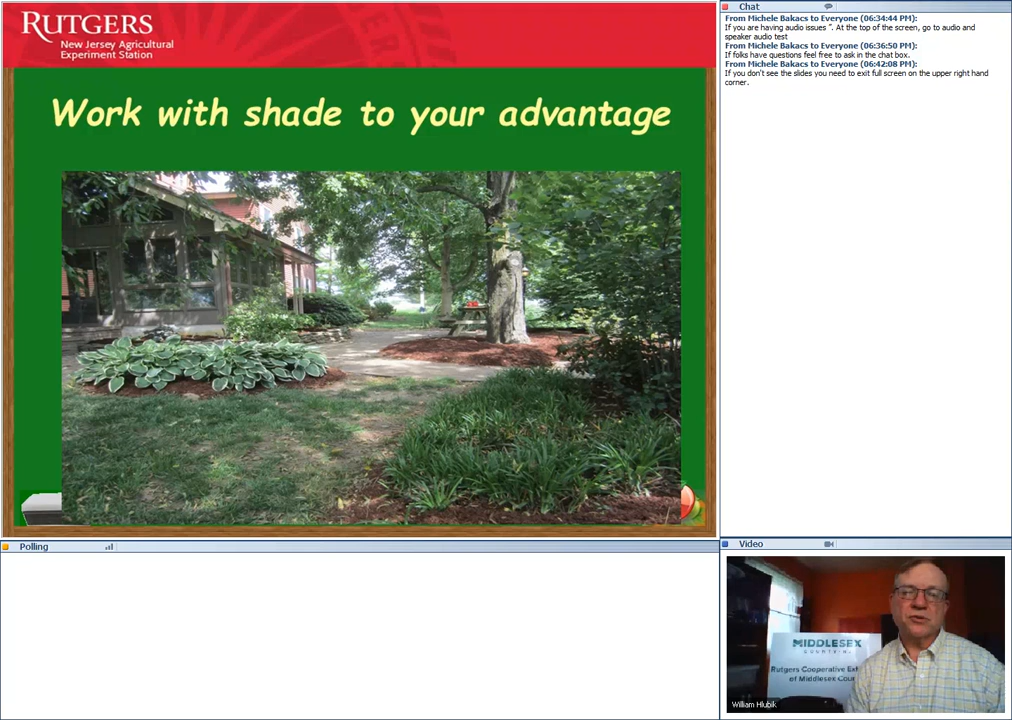 RUTGERS
New Jersey Agricultural
Experiment Station
Work with shade to your advantage
Chat
From Michele Bakacs to Everyone (06:34:44 PM):
If you are having audio issues ". At the top of the screen, go to audio and
speaker audio test
From Michele Bakacs to Everyone (06:36:50 PM):
If folks have questions feel free to ask in the chat box.
From Michele Bakacs to Everyone (06:42:08 PM):
If you don't see the slides you need to exit full screen on the upper right hand
corner.
Polling
Video
MIDDLESEX
Rutgers Cooperative Ext
of Middlesex Cou
William Hlubik